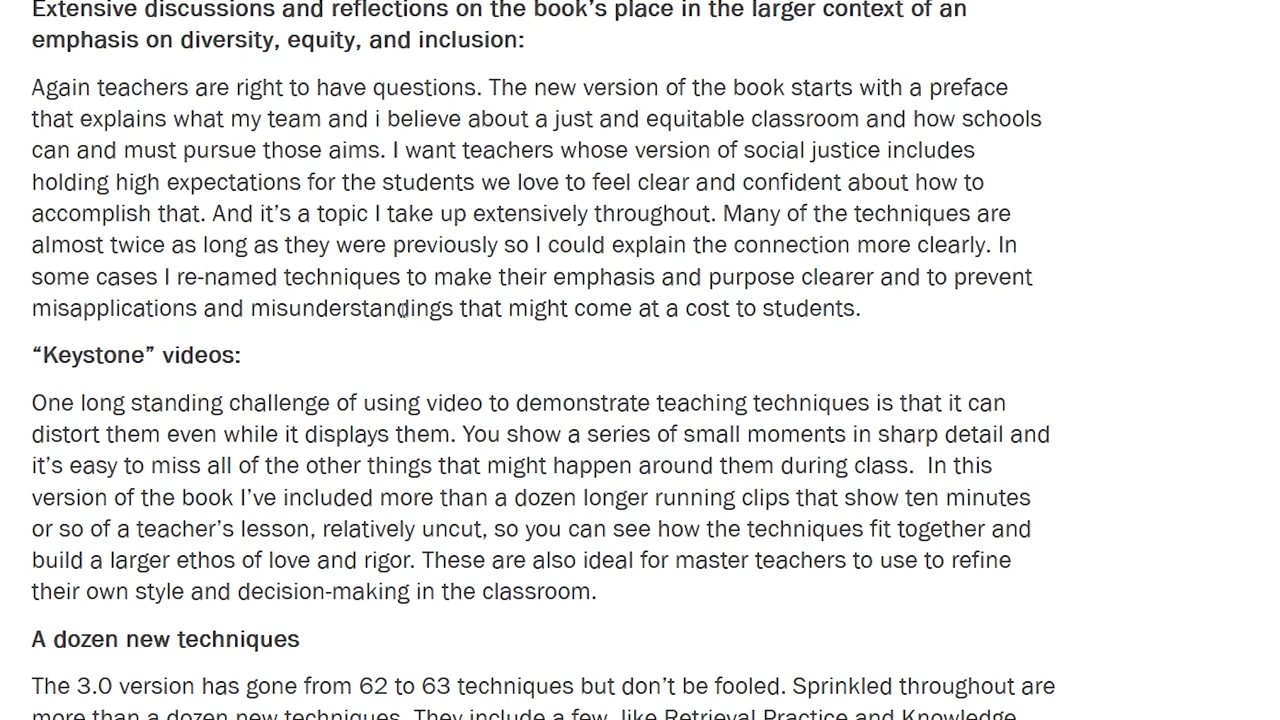 Extensive discussions and reflections on the book’s place in the larger context of an
emphasis on diversity, equity, and inclusion:
Again teachers are right to have questions. The new version of the book starts with a preface
that explains what my team and i believe about a just and equitable classroom and how schools
can and must pursue those aims. I want teachers whose version of social justice includes
holding high expectations for the students we love to feel clear and confident about how to
accomplish that. And it’s a topic I take up extensively throughout. Many of the techniques are
almost twice as long as they were previously so I could explain the connection more clearly. In
some cases I re-named techniques to make their emphasis and purpose clearer and to prevent
misapplications and misunderstandings that might come at a cost to students.
“Keystone” videos:
One long standing challenge of using video to demonstrate teaching techniques is that it can
distort them even while it displays them. You show a series of small moments in sharp detail and
it’s easy to miss all of the other things that might happen around them during class.  In this
version of the book I’ve included more than a dozen longer running clips that show ten minutes
or so of a teacher’s lesson, relatively uncut, so you can see how the techniques fit together and
build a larger ethos of love and rigor. These are also ideal for master teachers to use to refine
their own style and decision-making in the classroom.
A dozen new techniques
The 3.0 version has gone from 62 to 63 techniques but don’t be fooled. Sprinkled throughout are
more than a dozen new techniques. They include a few, like Retrieval Practice and Knowledge